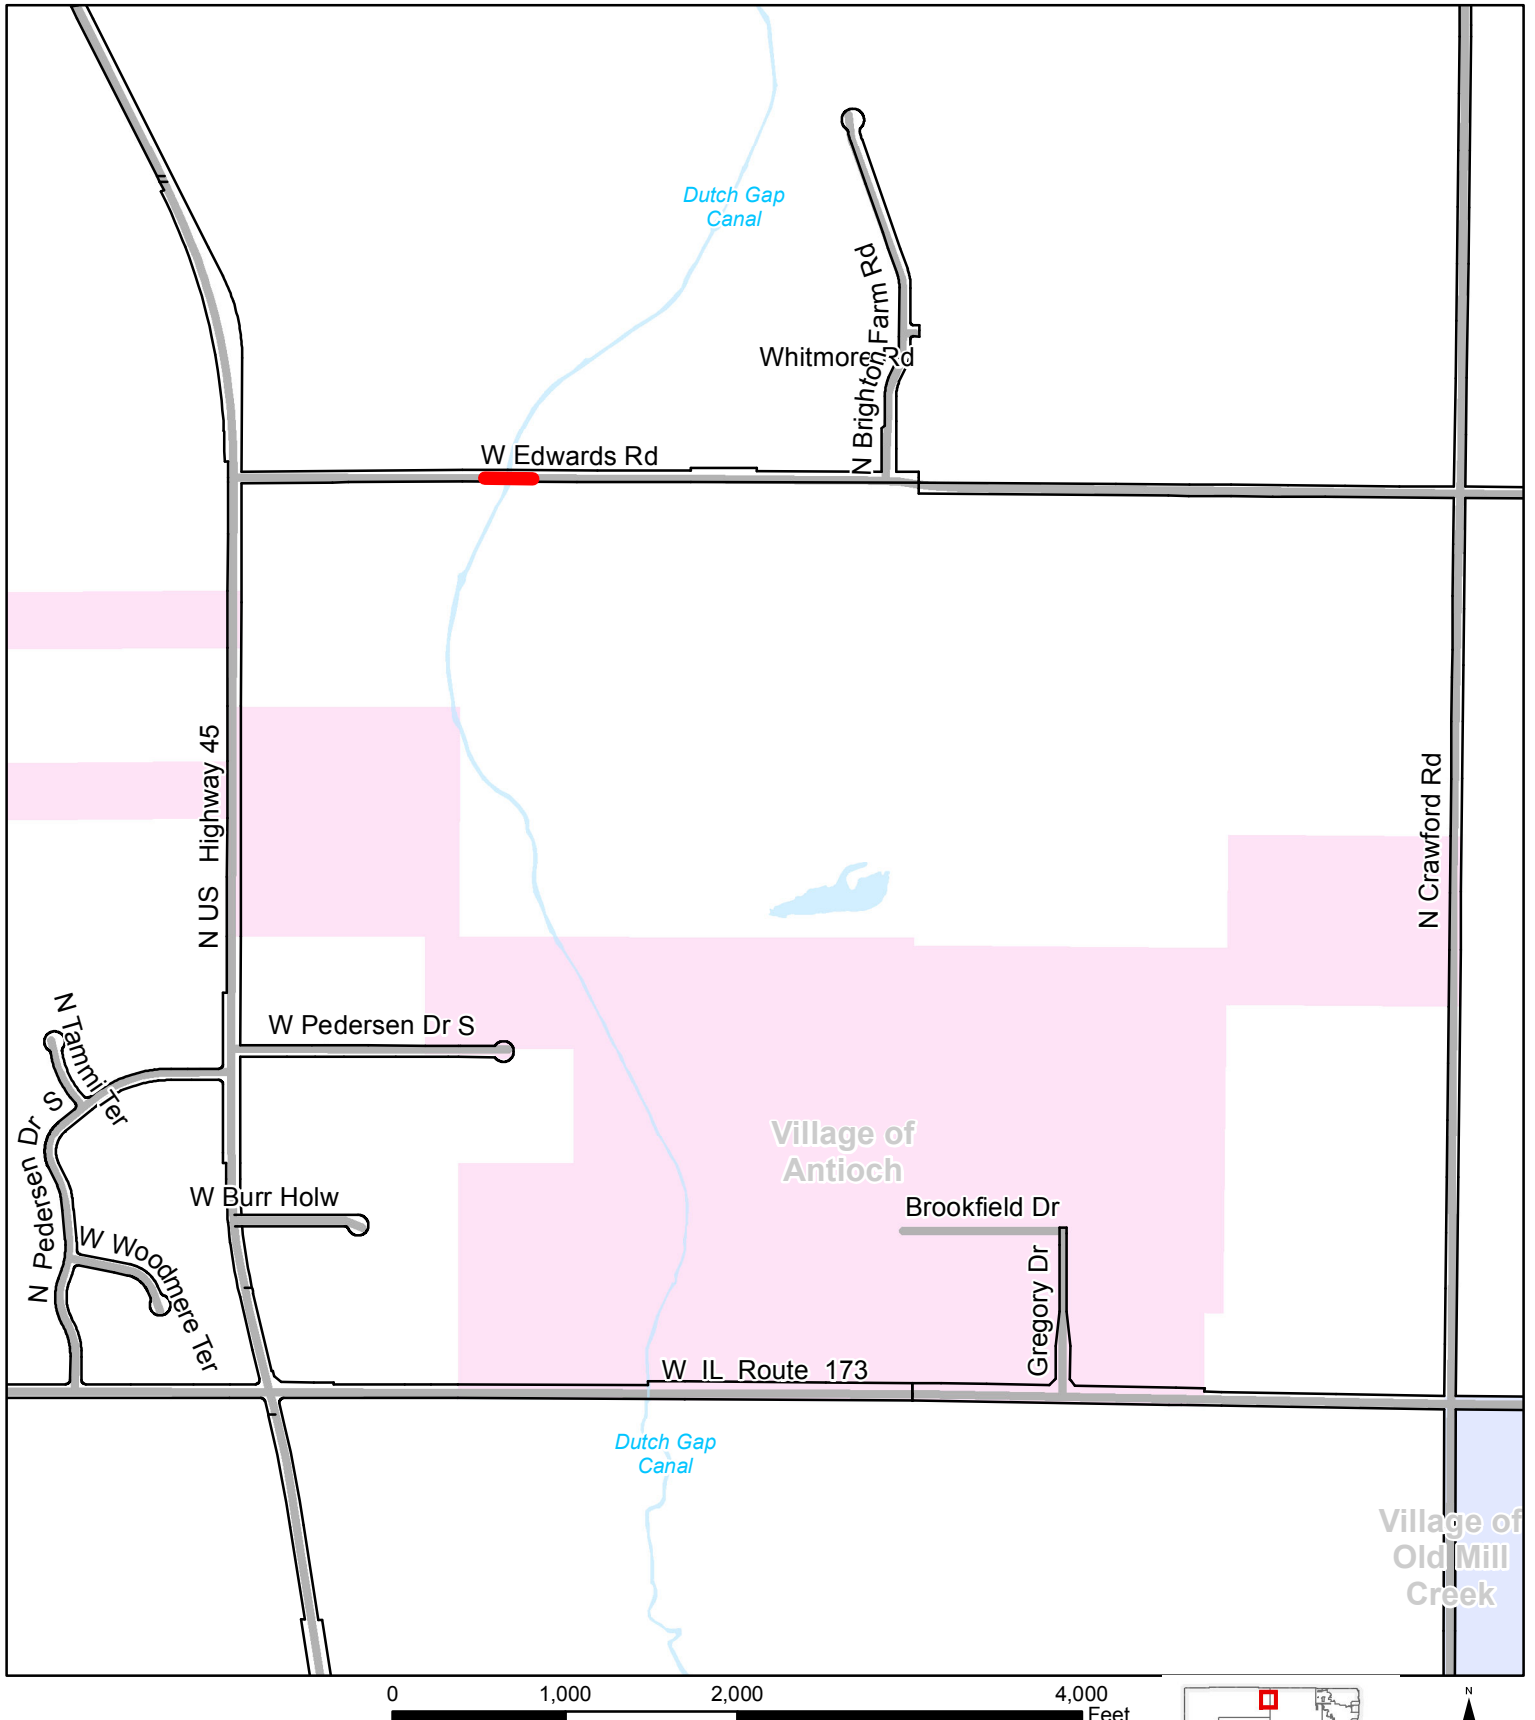 Dutch Gap
Canal
N Brighton Farm Rd
Whitmore Rd
W Edwards Rd
N US Highway 45
N Crawford Rd
N Tammi Ter
W Pedersen Dr S
N Pedersen Dr S
Village of
Antioch
W Burr Holw
Brookfield Dr
W Woodmere Ter
Gregory Dr
W IL Route 173
Dutch Gap
Canal
Village of
Old Mill
Creek
0 1,000 2,000 4,000
Feet
N